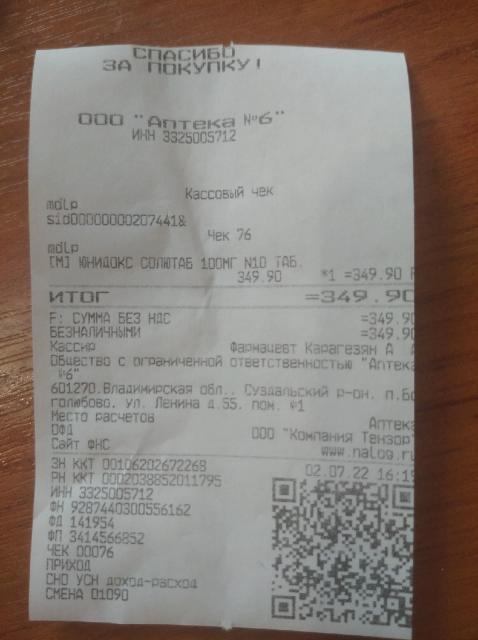 СПАСИБО
ЗА ПОКУПКУ!
ООО "Аптека №6"
ИНН 3325005712
Кассовый чек
mdlp
sid00000000207441&
Чек 76
mdlp
[М] ЮНИДОКС СОЛЮТАБ 100МГ N10 ТАБ.
349.90 *1 =349.90
ИТОГ =349.90
F: СУММА БЕЗ НДС =349.90
БЕЗНАЛИЧНЫМИ =349.90
Кассир Фармацевт Карагезян А
Общество с ограниченной ответственностью "Аптека
№6"
601270.Владимирская обл.. Суздальский р-он. п.Бо
голюбово. ул. Ленина д.55. пом. №1
Место расчетов Аптека
ОФД ООО "Компания Тензор"
Сайт ФНС www.nalog.ru
ЗН ККТ 00106202672268 02.07.22 16:19
РН ККТ 0002038852011795
ИНН 3325005712
ФН 9287440300556162
ФД 141954
ФП 3414566852
ЧЕК 00076
ПРИХОД
СНО УСН доход-расход
СМЕНА 01090